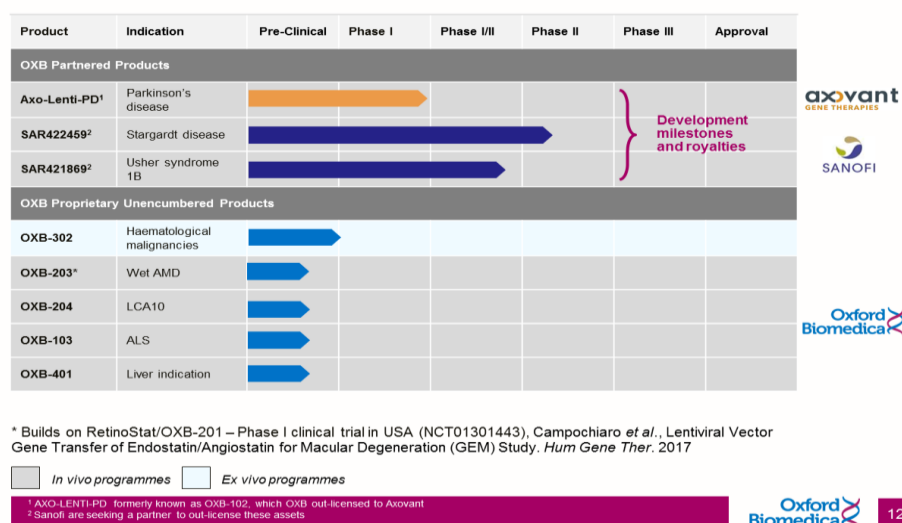 Product Indication Pre-Clinical Phase I Phase I/II Phase II Phase III Approval
OXB Partnered Products
Axo-Lenti-PD¹ Parkinson's
disease
SAR422459² Stargardt disease
SAR421869² Usher syndrome
1B
Development
milestones
and royalties
axovant
GENE THERAPIES
SANOFI
OXB Proprietary Unencumbered Products
OXB-302 Haematological
malignancies
OXB-203* Wet AMD
OXB-204 LCA10
OXB-103 ALS
OXB-401 Liver indication
Oxford
Biomedica
* Builds on RetinoStat/OXB-201 – Phase I clinical trial in USA (NCT01301443), Campochiaro et al., Lentiviral Vector
Gene Transfer of Endostatin/Angiostatin for Macular Degeneration (GEM) Study. Hum Gene Ther. 2017
In vivo programmes Ex vivo programmes
¹ AXO-LENTI-PD formerly known as OXB-102, which OXB out-licensed to Axovant
² Sanofi are seeking a partner to out-license these assets
Oxford
Biomedica
12